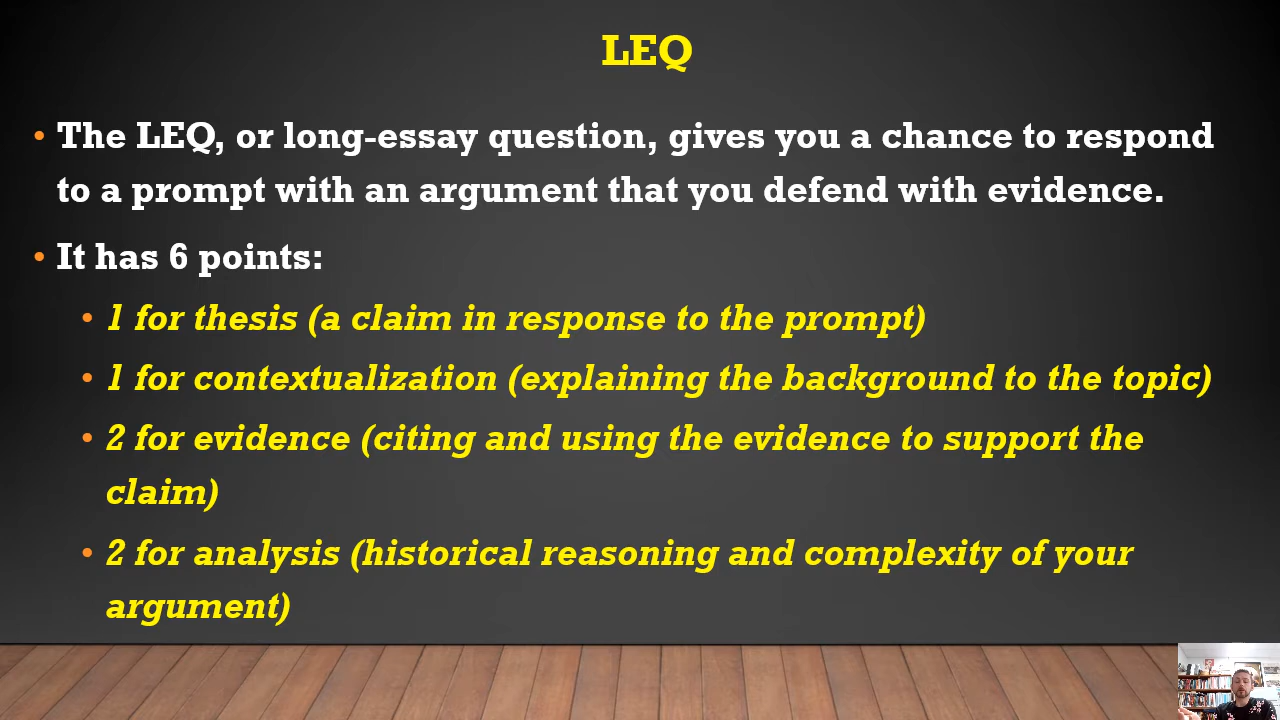 LEQ
• The LEQ, or long-essay question, gives you a chance to respond
to a prompt with an argument that you defend with evidence.
• It has 6 points:
• 1 for thesis (a claim in response to the prompt)
• 1 for contextualization (explaining the background to the topic)
• 2 for evidence (citing and using the evidence to support the
claim)
• 2 for analysis (historical reasoning and complexity of your
argument)